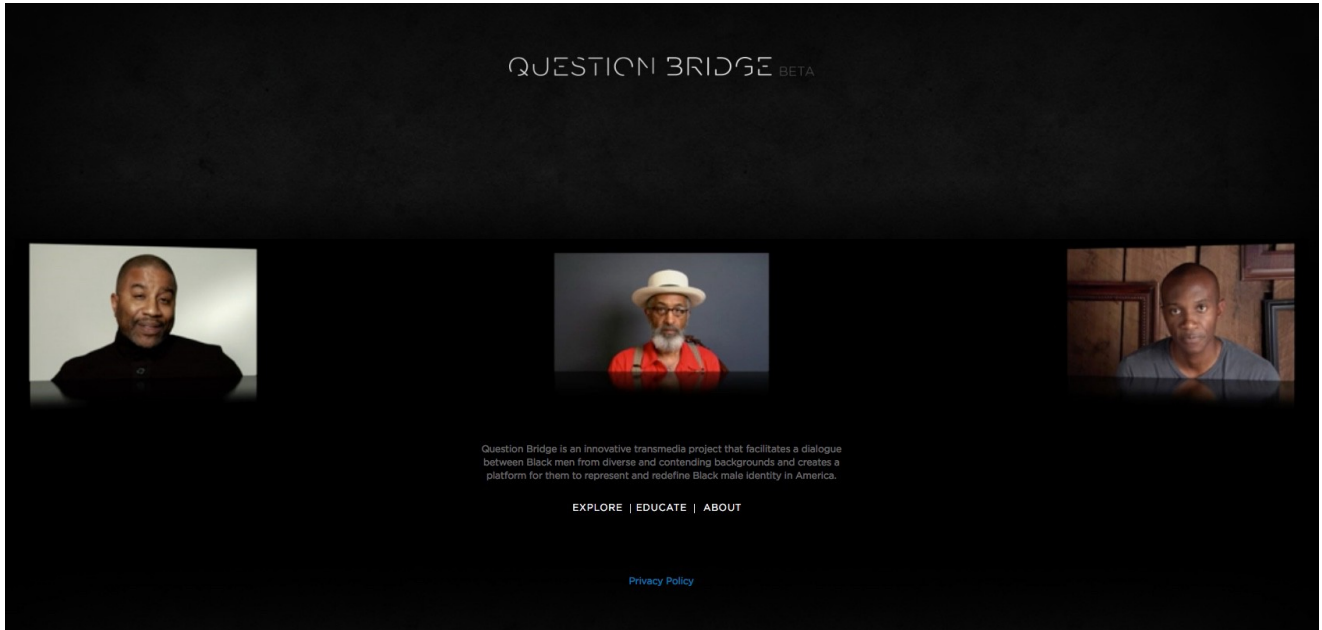 QUESTION BRIDGE BETA
Question Bridge is an innovative transmedia project that facilitates a dialogue
between Black men from diverse and contending backgrounds and creates a
platform for them to represent and redefine Black male identity in America.
EXPLORE | EDUCATE | ABOUT
Privacy Policy